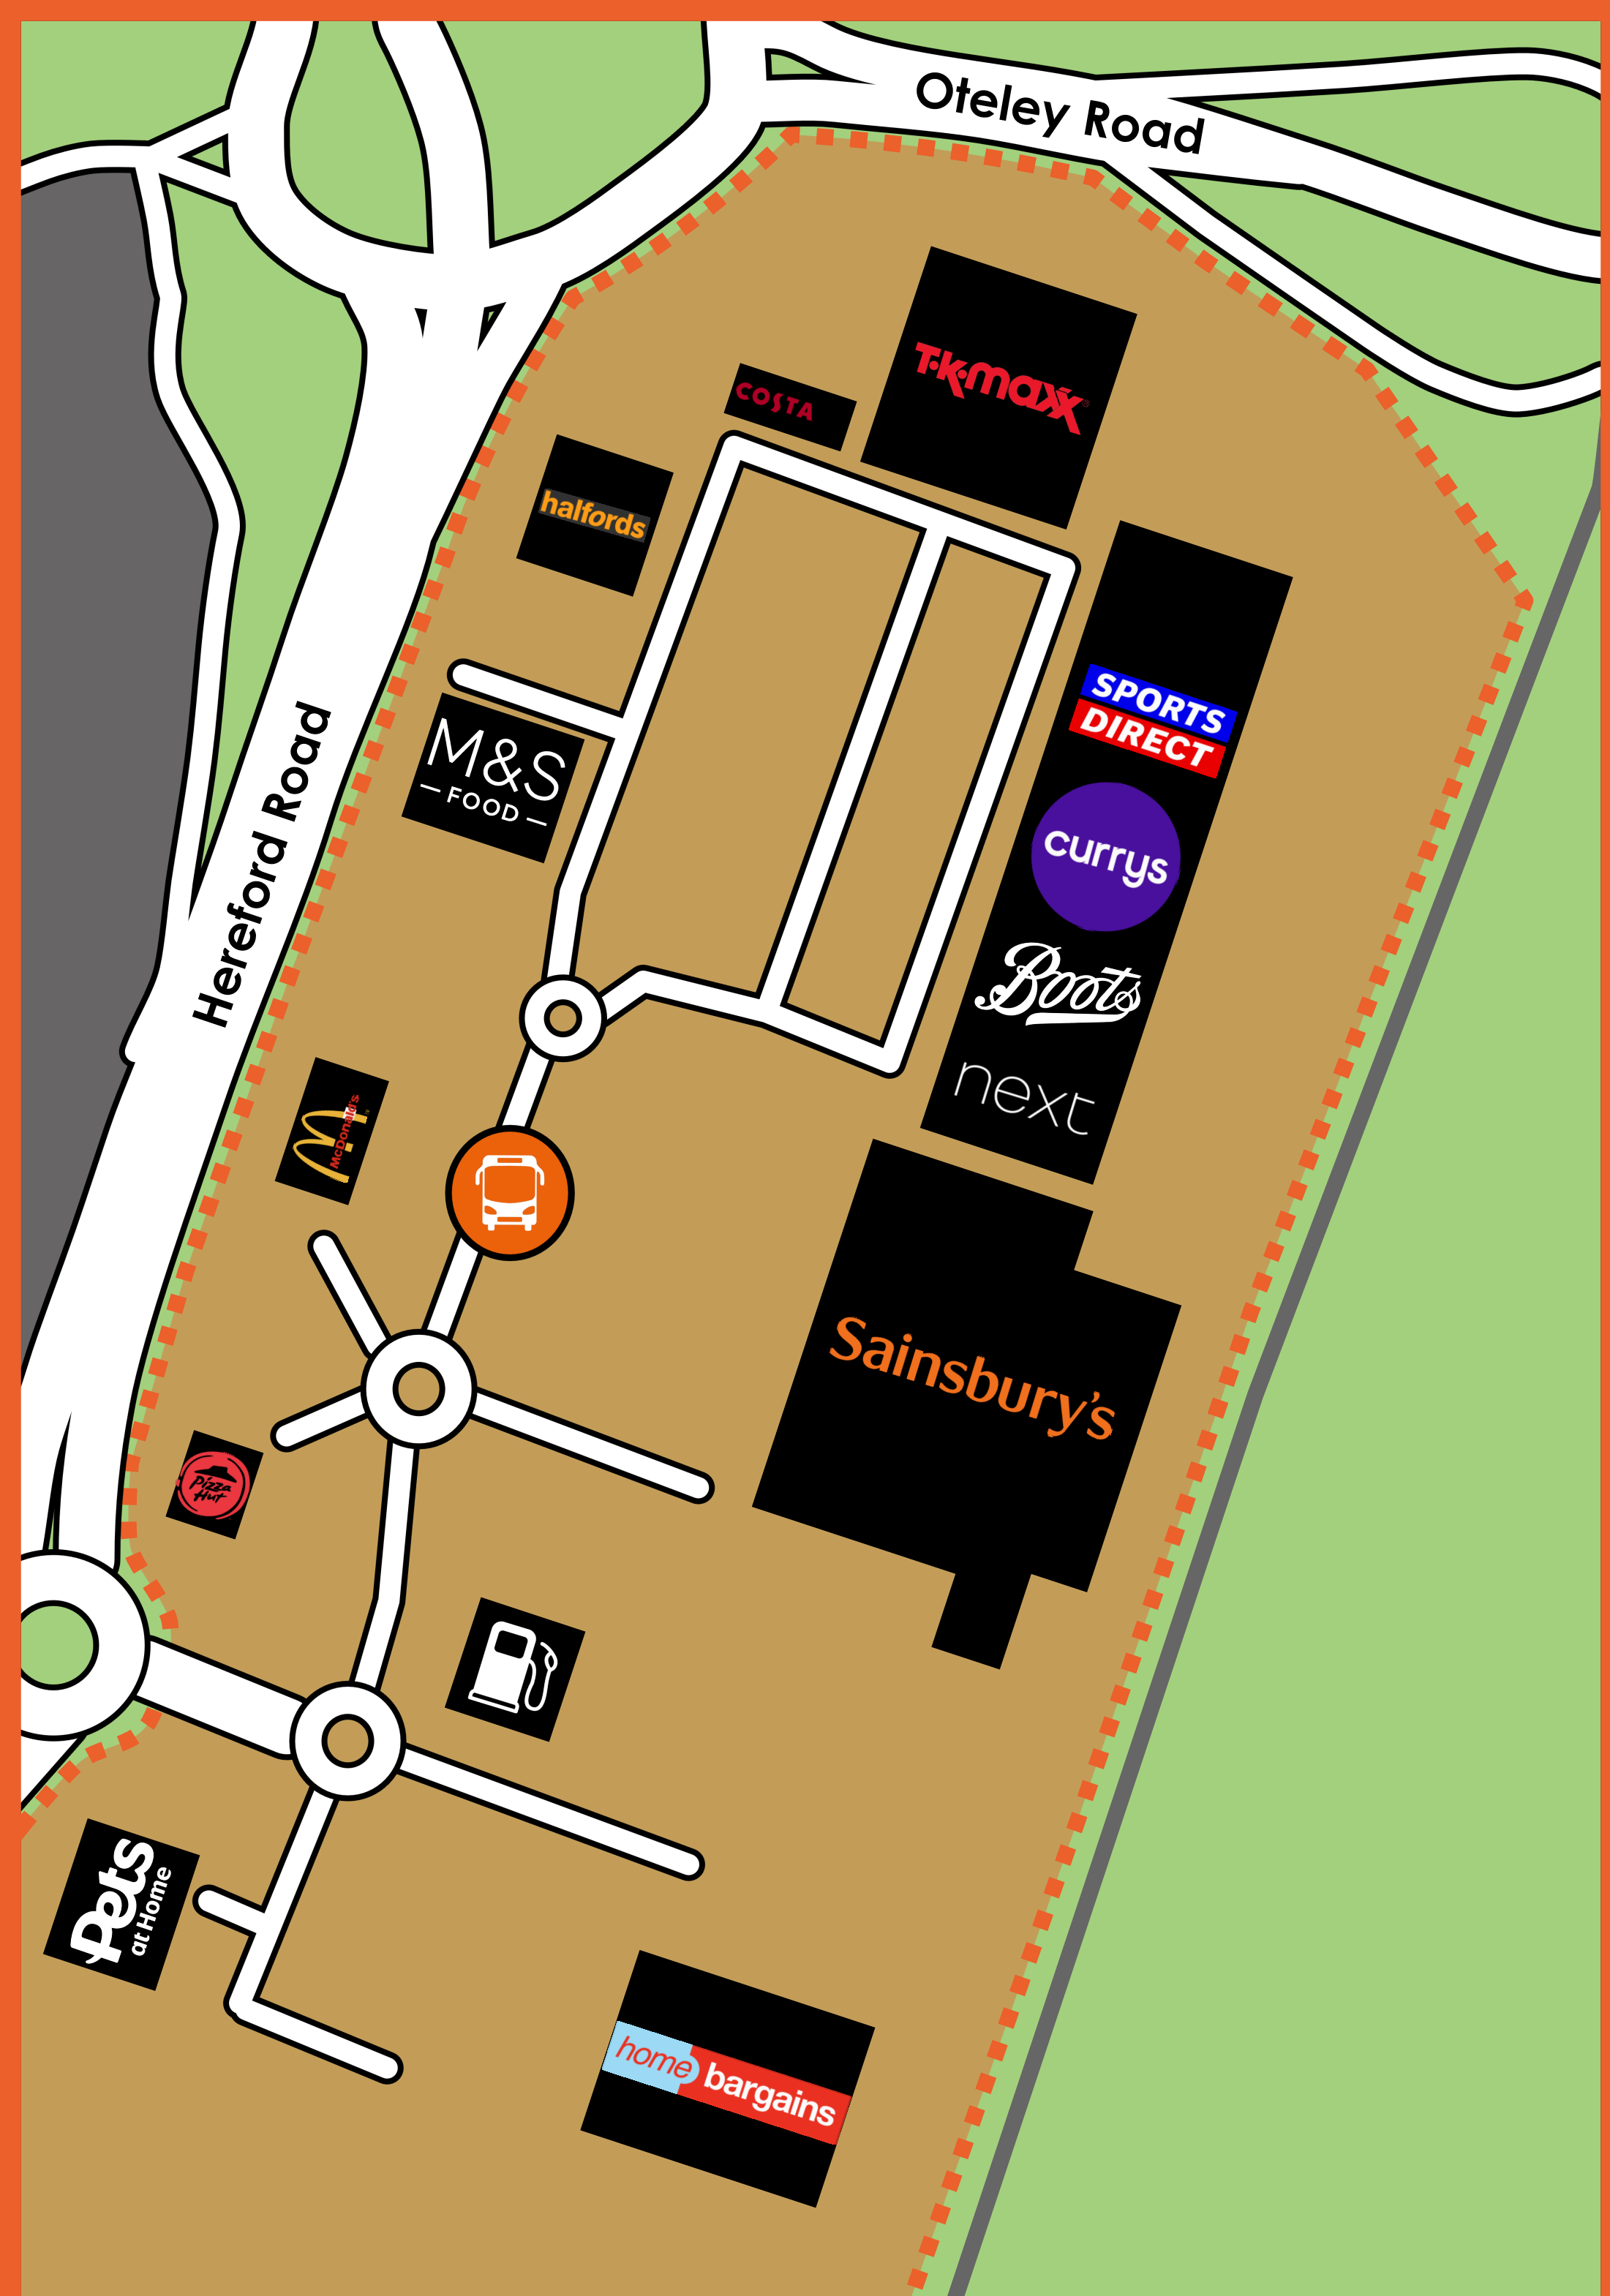 Oteley Road
T·K·maxx
COSTA
halfords
SPORTS
DIRECT
M&S
— FOOD —
currys
Hereford Road
Boots
next
McDonald's
Sainsbury's
Pizza
Hut
Pets
at Home
home bargains